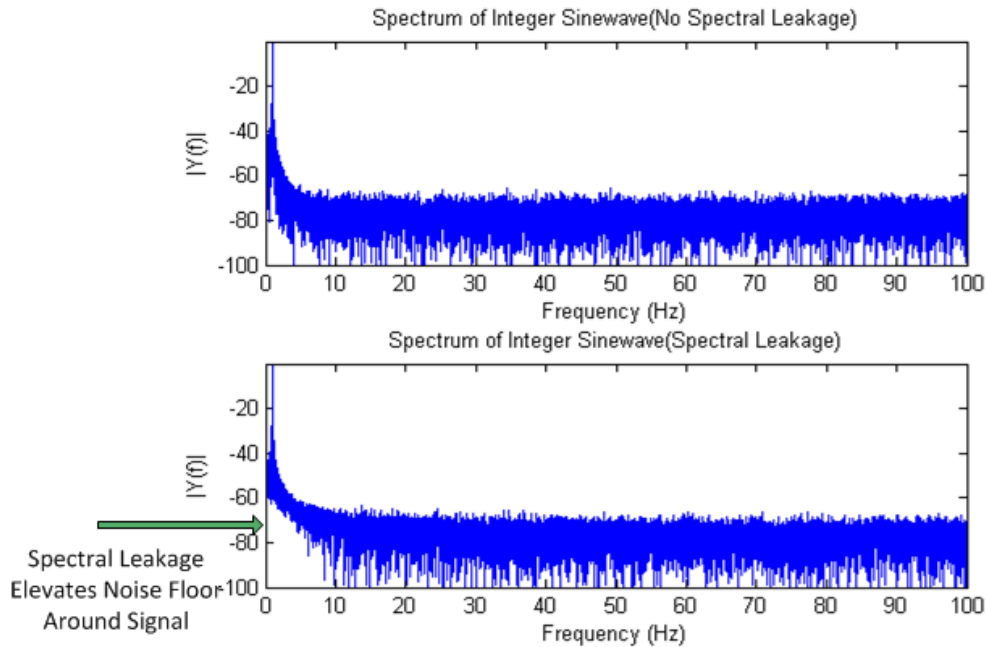 Spectrum of Integer Sinewave(No Spectral Leakage)
|Y(f)|
-20
-40
-60
-80
-100
0 10 20 30 40 50 60 70 80 90 100
Frequency (Hz)
Spectrum of Integer Sinewave(Spectral Leakage)
|Y(f)|
-20
-40
-60
-80
-100
0 10 20 30 40 50 60 70 80 90 100
Frequency (Hz)
Spectral Leakage
Elevates Noise Floor
Around Signal